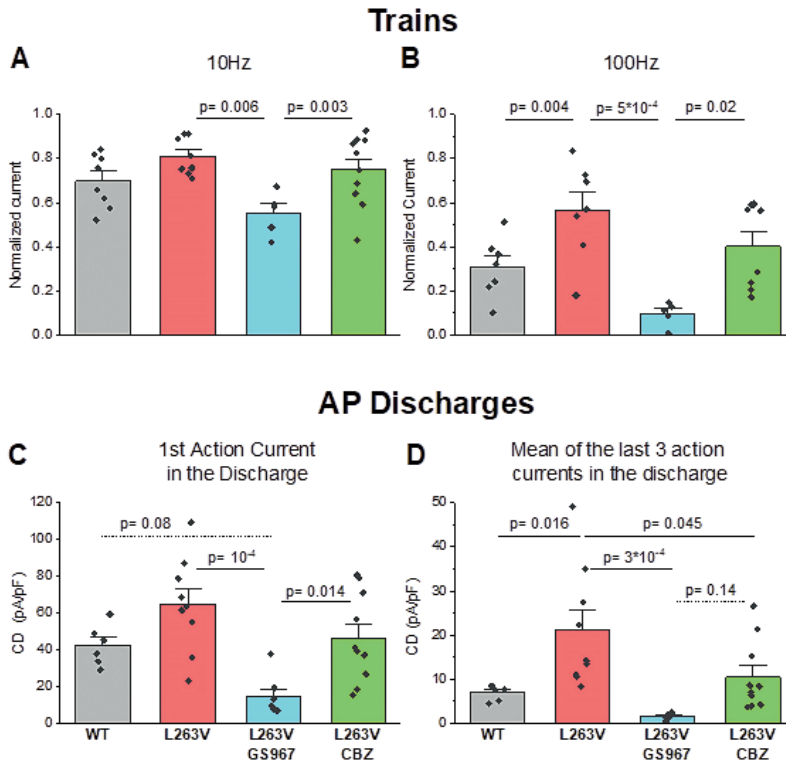 Trains
A
10Hz
B
100Hz
p= 0.006
p= 0.003
p= 0.004
p= 5*10⁻⁴
p= 0.02
Normalized current
1.0
0.8
0.6
0.4
0.2
0.0
Normalized Current
1.0
0.8
0.6
0.4
0.2
0.0
AP Discharges
C
1st Action Current
in the Discharge
D
Mean of the last 3 action
currents in the discharge
p= 0.08
p= 10⁻⁴
p= 0.014
p= 0.016
p= 0.045
p= 3*10⁻⁴
p= 0.14
CD (pA/pF)
120
100
80
60
40
20
0
CD (pA/pF)
50
40
30
20
10
0
WT
L263V
L263V
GS967
L263V
CBZ
WT
L263V
L263V
GS967
L263V
CBZ